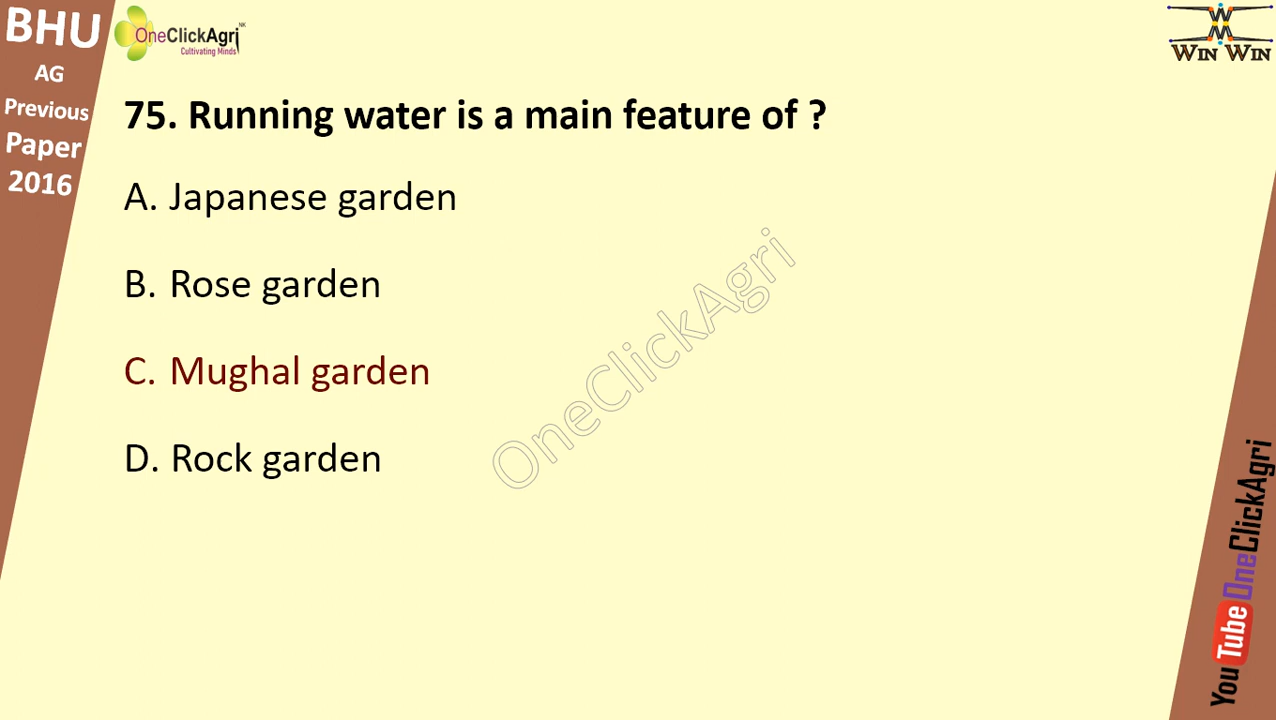 BHU
AG
Previous
Paper
2016
OneClickAgri NK
Cultivating Minds
WIN WIN
75. Running water is a main feature of ?
A. Japanese garden
B. Rose garden
C. Mughal garden
D. Rock garden
OneClickAgri
YouTube OneClickAgri